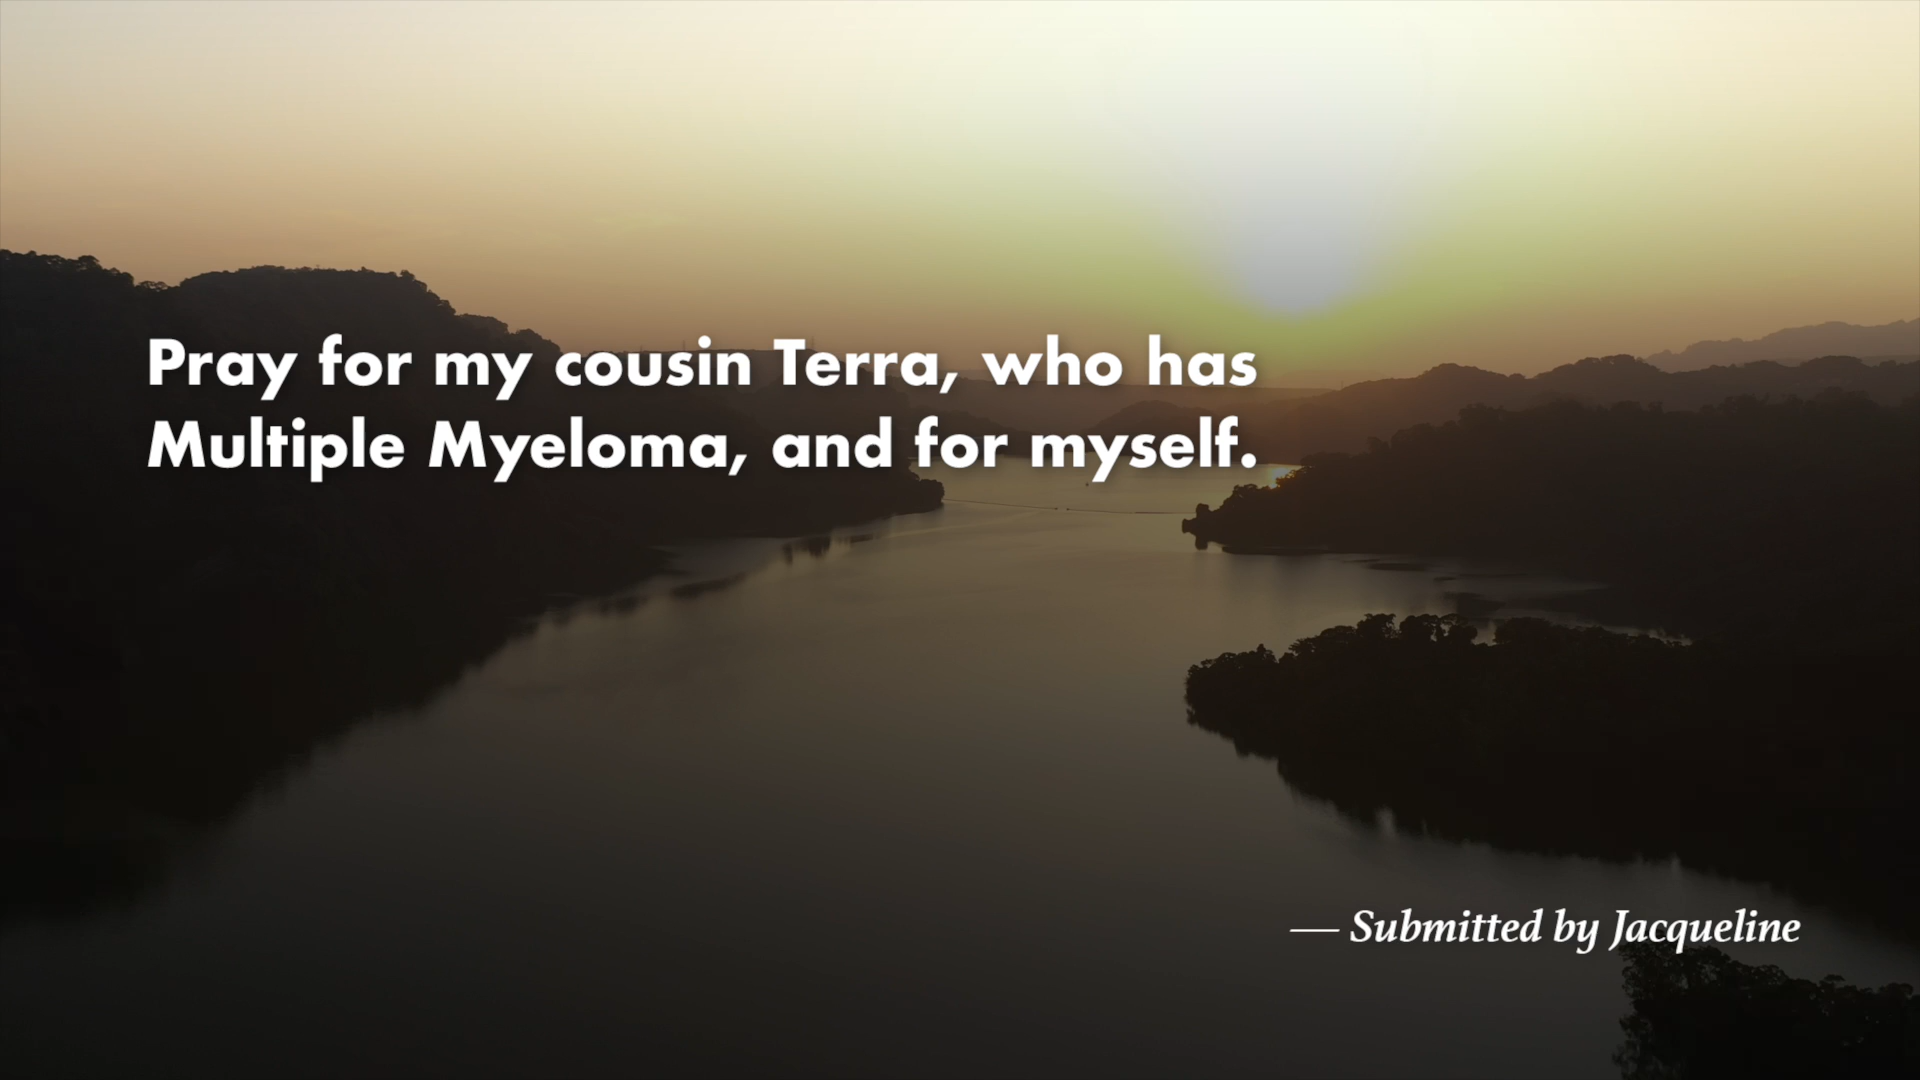 Pray for my cousin Terra, who has
Multiple Myeloma, and for myself.
— Submitted by Jacqueline